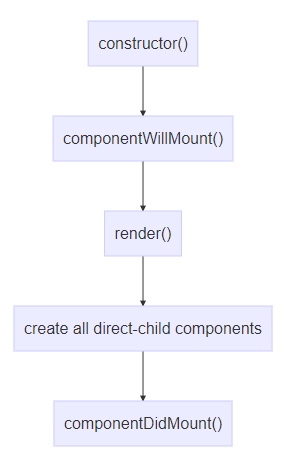 constructor()
componentWillMount()
render()
create all direct-child components
componentDidMount()